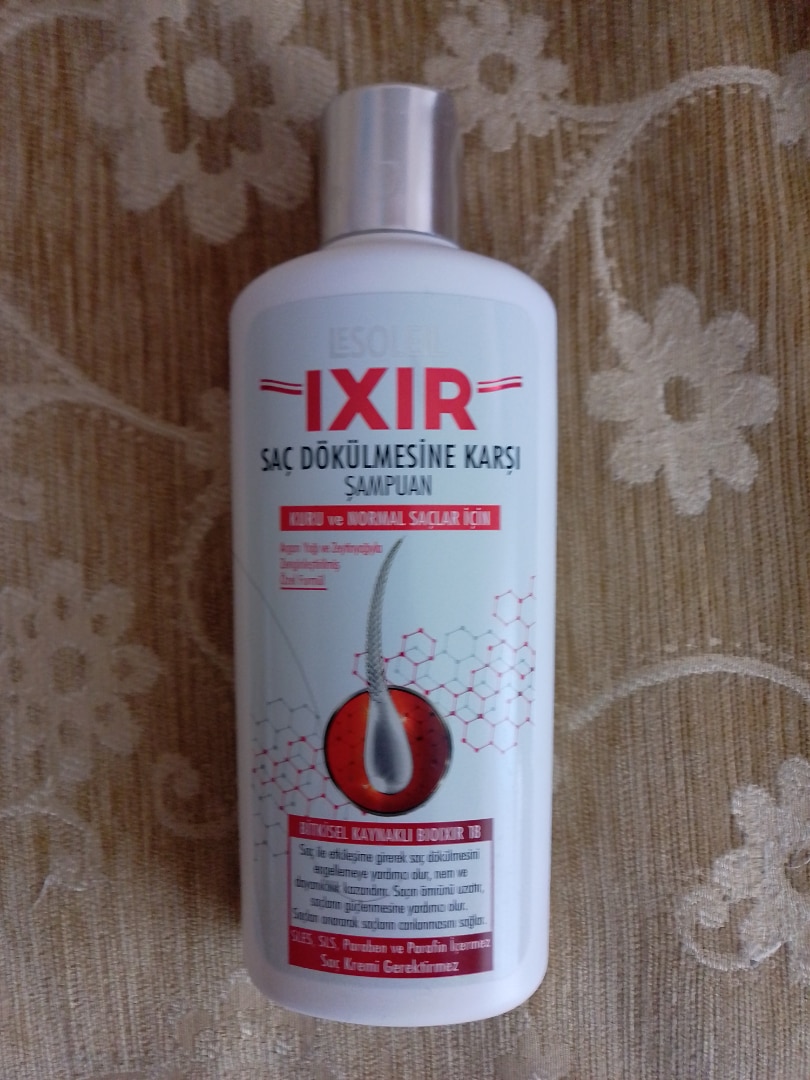 LESOLEIL
IXIR
SAÇ DÖKÜLMESİNE KARŞI
ŞAMPUAN
KURU ve NORMAL SAÇLAR İÇİN
Argan Yağı ve Zeytinyağıyla
Zenginleştirilmiş
Özel Formül
BİTKİSEL KAYNAKLI BIOIXIR 18
Saç ile etkileşime girerek saç dökülmesini
engellemeye yardımcı olur, nem ve
dayanıklılık kazandırır. Saçın ömrünü uzatır,
saçların güçlenmesine yardımcı olur.
Saçları onararak saçların canlanmasını sağlar.
SLES, SLS, Paraben ve Parafin İçermez
Saç Kremi Gerektirmez